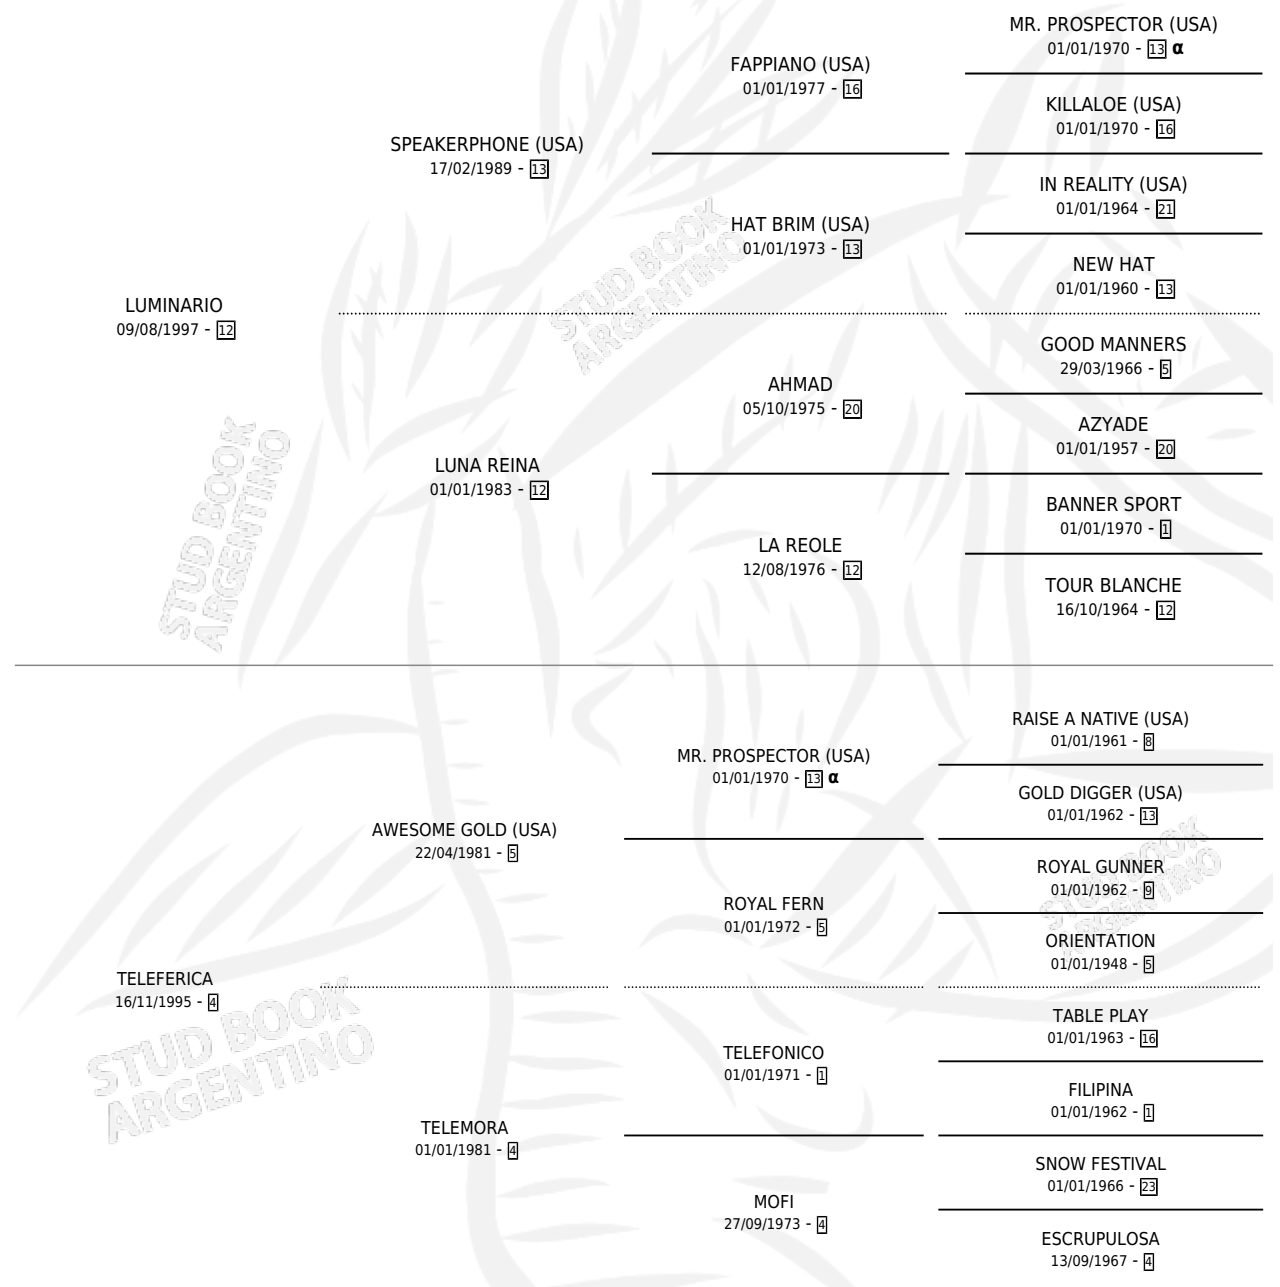 MR. PROSPECTOR (USA)
01/01/1970 - 13 α
FAPPIANO (USA)
01/01/1977 - 16
KILLALOE (USA)
01/01/1970 - 16
SPEAKERPHONE (USA)
17/02/1989 - 13
IN REALITY (USA)
01/01/1964 - 21
HAT BRIM (USA)
01/01/1973 - 13
NEW HAT
01/01/1960 - 13
LUMINARIO
09/08/1997 - 12
GOOD MANNERS
29/03/1966 - 5
AHMAD
05/10/1975 - 20
AZYADE
01/01/1957 - 20
LUNA REINA
01/01/1983 - 12
BANNER SPORT
01/01/1970 - 1
LA REOLE
12/08/1976 - 12
TOUR BLANCHE
16/10/1964 - 12
STUD BOOK
ARGENTINO
STUD BOOK
ARGENTINO
RAISE A NATIVE (USA)
01/01/1961 - 8
MR. PROSPECTOR (USA)
01/01/1970 - 13 α
GOLD DIGGER (USA)
01/01/1962 - 13
AWESOME GOLD (USA)
22/04/1981 - 5
ROYAL GUNNER
01/01/1962 - 9
ROYAL FERN
01/01/1972 - 5
ORIENTATION
01/01/1948 - 5
TELEFERICA
16/11/1995 - 4
TABLE PLAY
01/01/1963 - 16
TELEFONICO
01/01/1971 - 1
FILIPINA
01/01/1962 - 1
TELEMORA
01/01/1981 - 4
SNOW FESTIVAL
01/01/1966 - 23
MOFI
27/09/1973 - 4
ESCRUPULOSA
13/09/1967 - 4
STUD BOOK
ARGENTINO
STUD BOOK
ARGENTINO